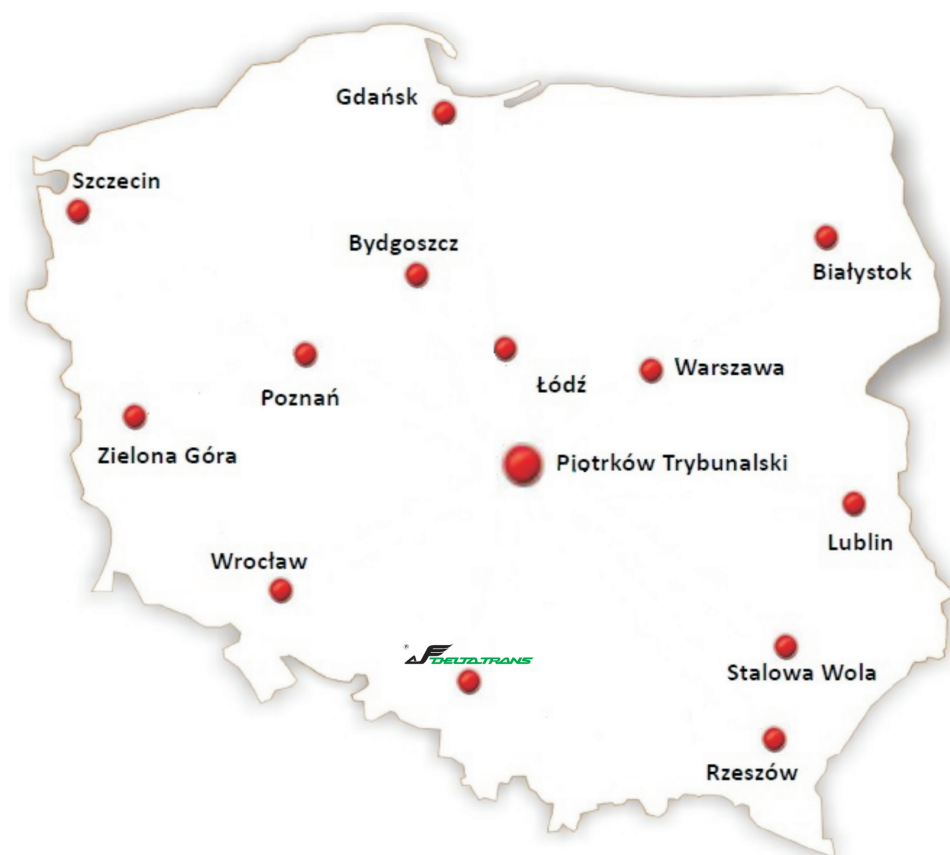 Gdańsk
Szczecin
Bydgoszcz
Białystok
Warszawa
Łódź
Poznań
Zielona Góra
Piotrków Trybunalski
Lublin
Wrocław
® DELTATRANS
Stalowa Wola
Rzeszów